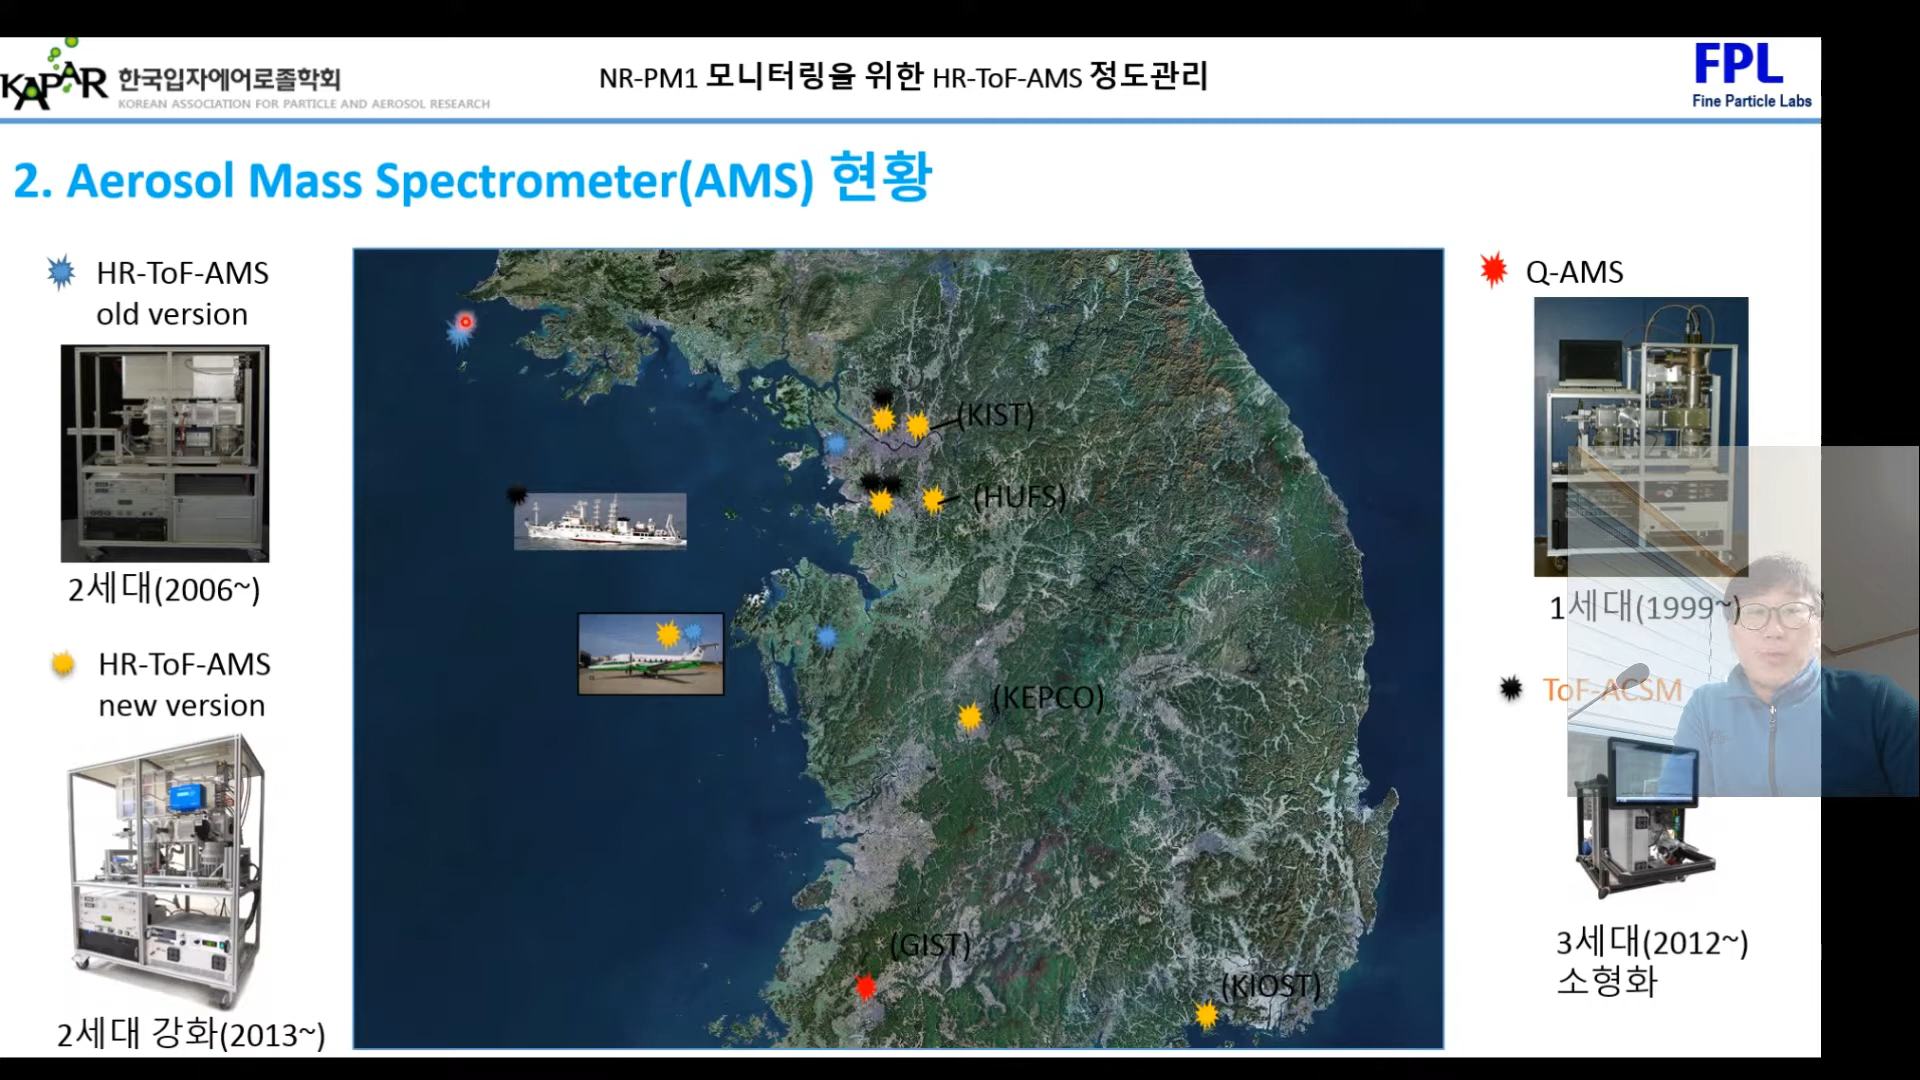 KAPAR 한국입자에어로졸학회
KOREAN ASSOCIATION FOR PARTICLE AND AEROSOL RESEARCH
NR-PM1 모니터링을 위한 HR-ToF-AMS 정도관리
FPL
Fine Particle Labs
2. Aerosol Mass Spectrometer(AMS) 현황
HR-ToF-AMS
old version
2세대(2006~)
HR-ToF-AMS
new version
2세대 강화(2013~)
(KIST)
(HUFS)
(KEPCO)
(GIST)
(KIOST)
Q-AMS
1세대(1999~)
ToF-ACSM
3세대(2012~)
소형화